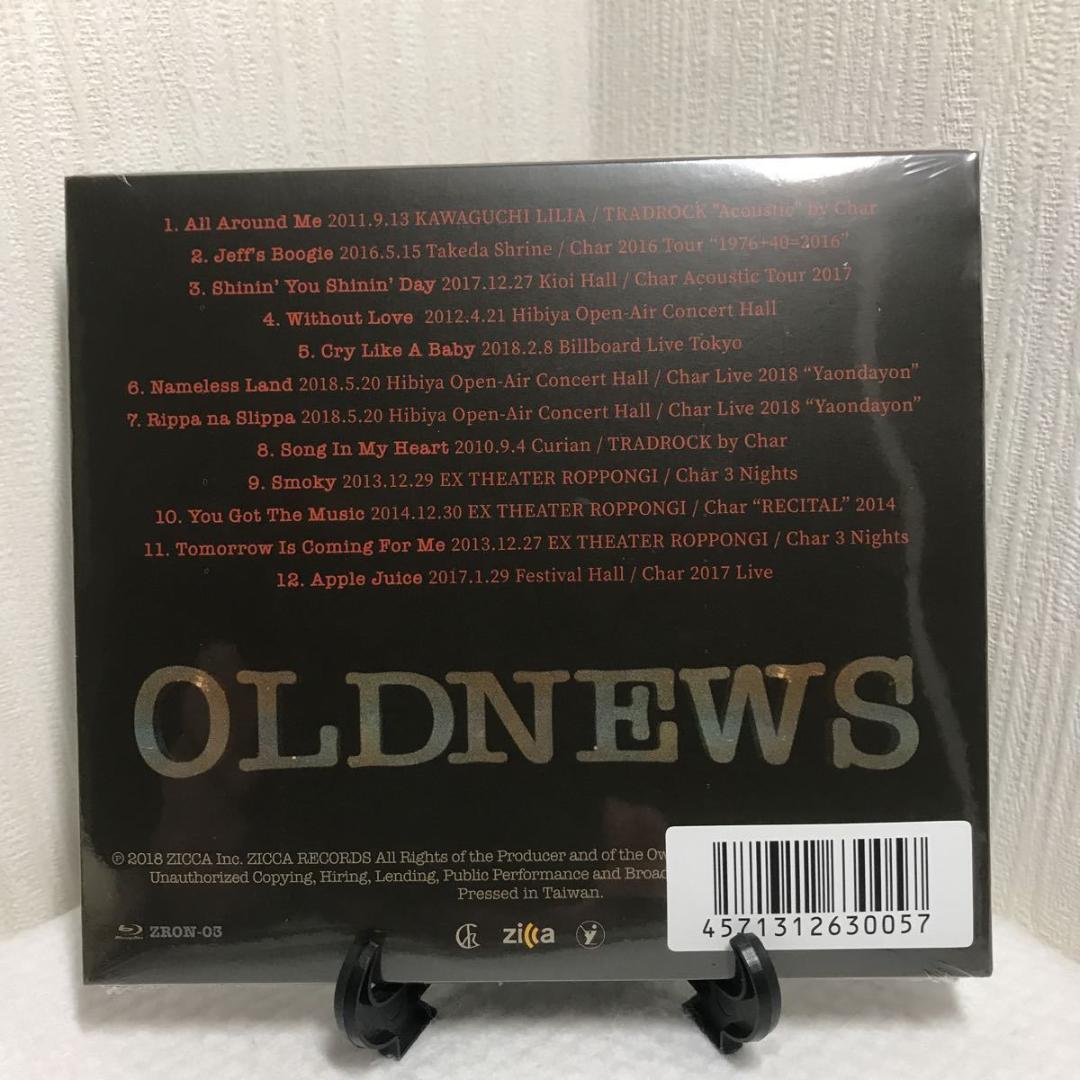 1. All Around Me 2011.9.13 KAWAGUCHI LILIA / TRADROCK "Acoustic" by Char
2. Jeff's Boogie 2016.5.15 Takeda Shrine / Char 2016 Tour "1976+40=2016"
3. Shinin' You Shinin' Day 2017.12.27 Kioi Hall / Char Acoustic Tour 2017
4. Without Love 2012.4.21 Hibiya Open-Air Concert Hall
5. Cry Like A Baby 2018.2.8 Billboard Live Tokyo
6. Nameless Land 2018.5.20 Hibiya Open-Air Concert Hall / Char Live 2018 "Yaondayon"
7. Rippa na Slippa 2018.5.20 Hibiya Open-Air Concert Hall / Char Live 2018 "Yaondayon"
8. Song In My Heart 2010.9.4 Curian / TRADROCK by Char
9. Smoky 2013.12.29 EX THEATER ROPPONGI / Char 3 Nights
10. You Got The Music 2014.12.30 EX THEATER ROPPONGI / Char "RECITAL" 2014
11. Tomorrow Is Coming For Me 2013.12.27 EX THEATER ROPPONGI / Char 3 Nights
12. Apple Juice 2017.1.29 Festival Hall / Char 2017 Live
OLDNEWS
℗ 2018 ZICCA Inc. ZICCA RECORDS All Rights of the Producer and of the Ow
Unauthorized Copying, Hiring, Lending, Public Performance and Broad
Pressed in Taiwan.
ZRON-03
zicca
4571312630057